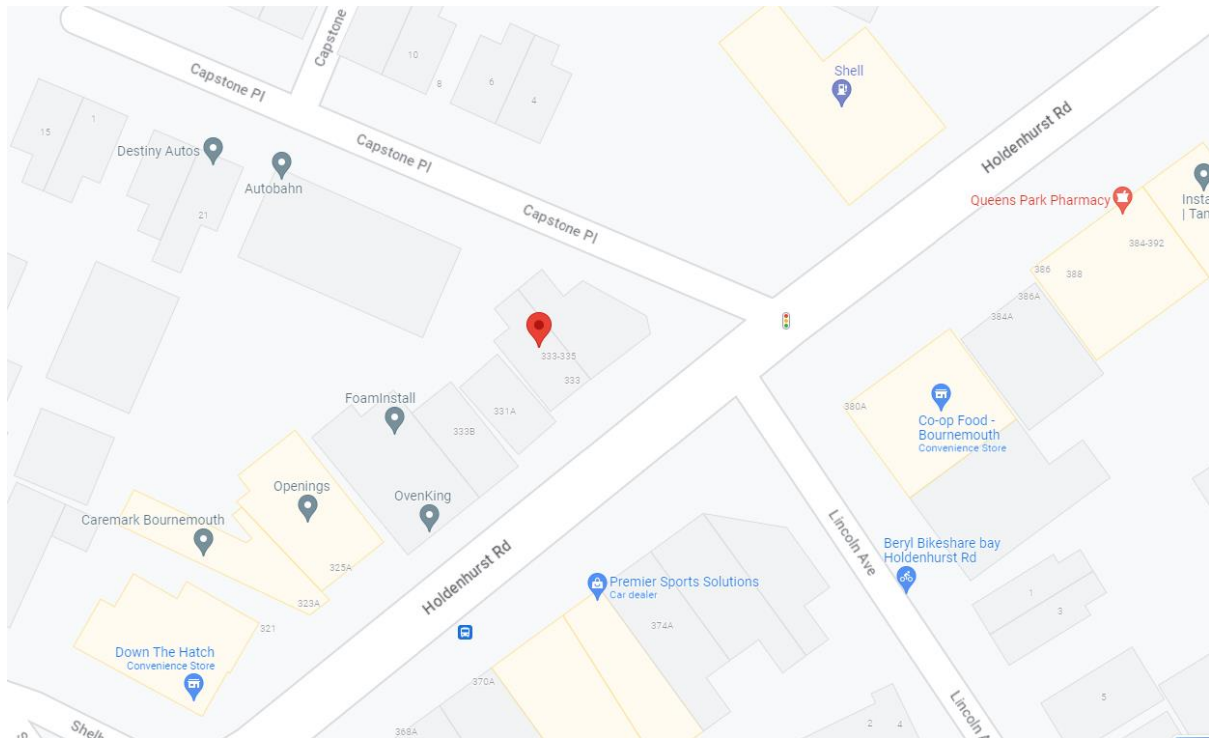 Capstone
10
8
6
4
Shell
Capstone Pl
Holdenhurst Rd
15
1
Destiny Autos
Autobahn
Capstone Pl
Queens Park Pharmacy
Insta
| Tan
21
Capstone Pl
384-392
386
388
386A
384A
333-335
333
FoamInstall
331A
333B
380A
Co-op Food -
Bournemouth
Convenience Store
Openings
OvenKing
Caremark Bournemouth
Lincoln Ave
Beryl Bikeshare bay
Holdenhurst Rd
325A
Holdenhurst Rd
Premier Sports Solutions
Car dealer
323A
1
3
321
374A
Down The Hatch
Convenience Store
370A
5
Lincoln A
2
4
368A
Shelb